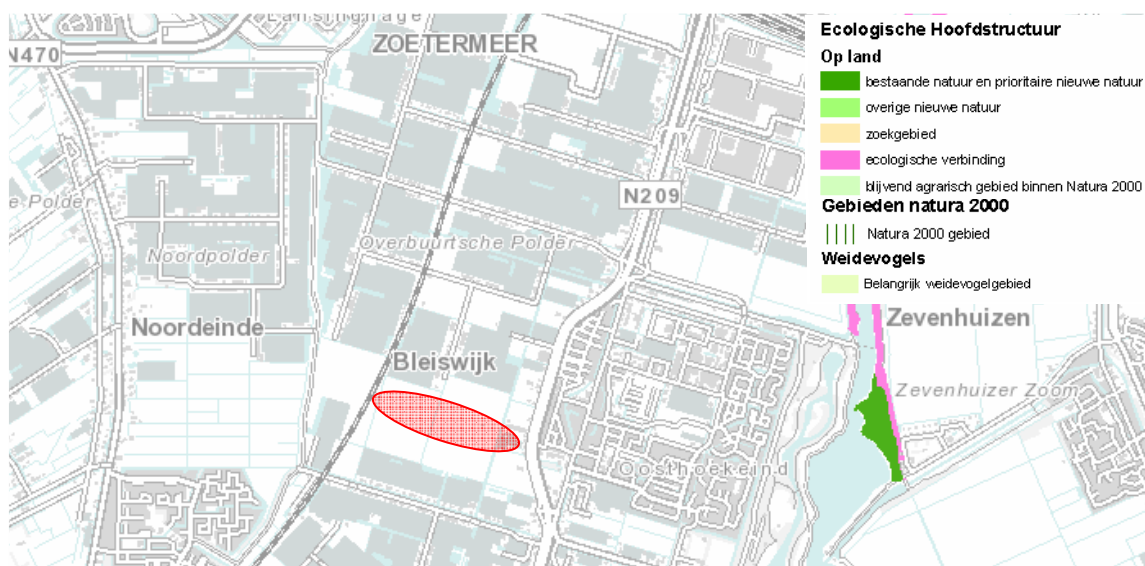 Lansinghage
N470
ZOETERMEER
N209
e Polder
Noordpolder
Overbuurtsche Polder
Noordeinde
Bleiswijk
Oosthoekeind
Zevenhuizen
Zevenhuizer Zoom
Ecologische Hoofdstructuur
Op land
bestaande natuur en prioritaire nieuwe natuur
overige nieuwe natuur
zoekgebied
ecologische verbinding
blijvend agrarisch gebied binnen Natura 2000
Gebieden natura 2000
Natura 2000 gebied
Weidevogels
Belangrijk weidevogelgebied